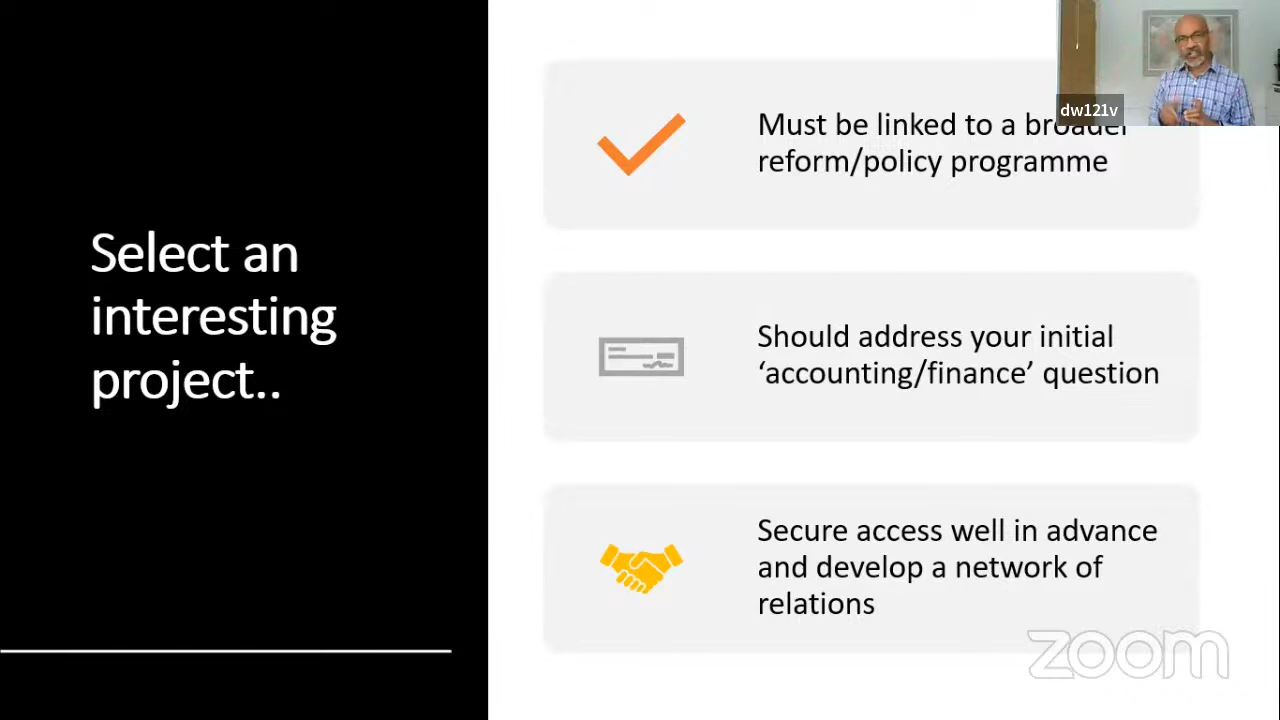 Select an
interesting
project..
Must be linked to a broader
reform/policy programme
Should address your initial
‘accounting/finance’ question
Secure access well in advance
and develop a network of
relations
dw121v
zoom